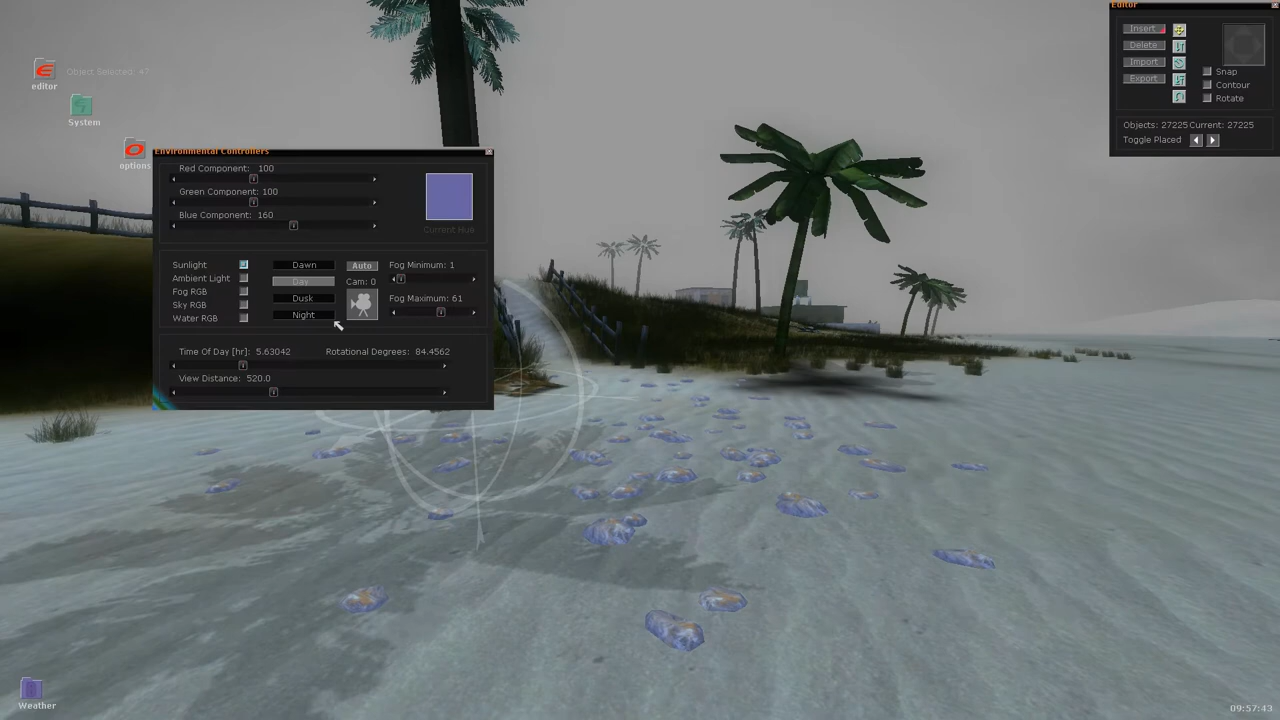 Editor
Insert
Delete
Import
Export
Snap
Contour
Rotate
Objects: 27225 Current: 27225
Toggle Placed
editor
Object Selected: 47
System
options
Environmental Controllers
Red Component: 100
Green Component: 100
Blue Component: 160
Current Hue
Sunlight
Ambient Light
Fog RGB
Sky RGB
Water RGB
Dawn
Day
Dusk
Night
Auto
Cam: 0
Fog Minimum: 1
Fog Maximum: 61
Time Of Day [hr]: 5.63042
Rotational Degrees: 84.4562
View Distance: 520.0
Weather
09:57:43